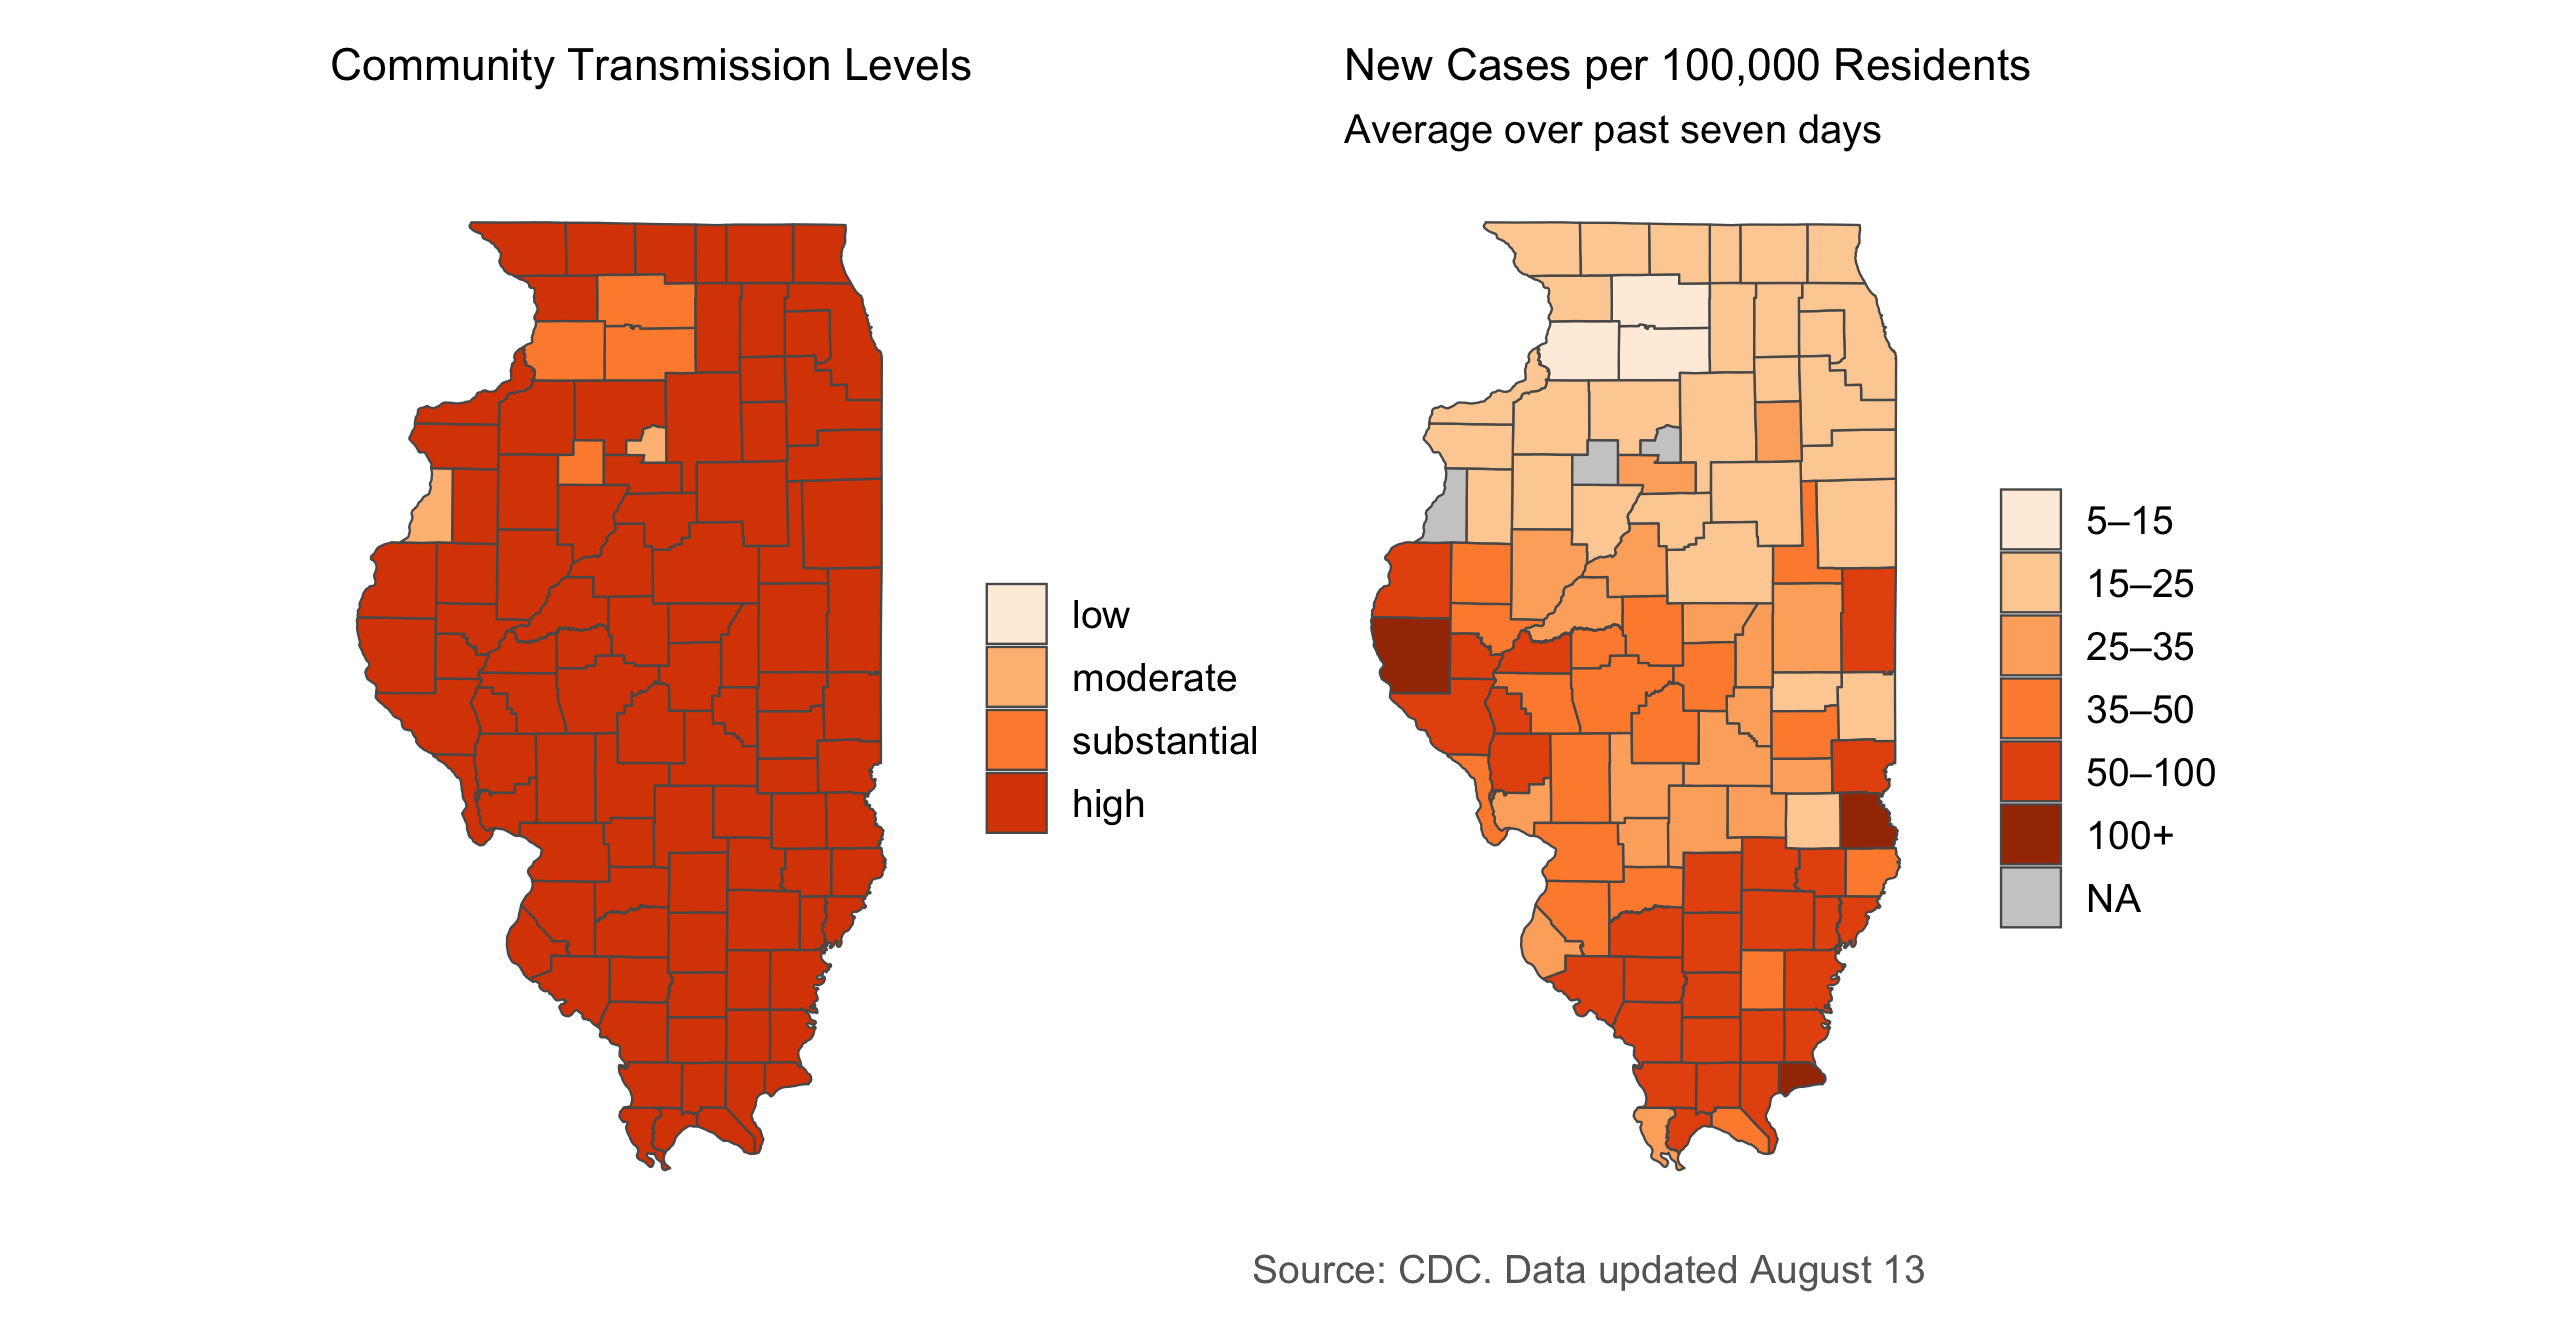 Community Transmission Levels
low
moderate
substantial
high
New Cases per 100,000 Residents
Average over past seven days
5–15
15–25
25–35
35–50
50–100
100+
NA
Source: CDC. Data updated August 13